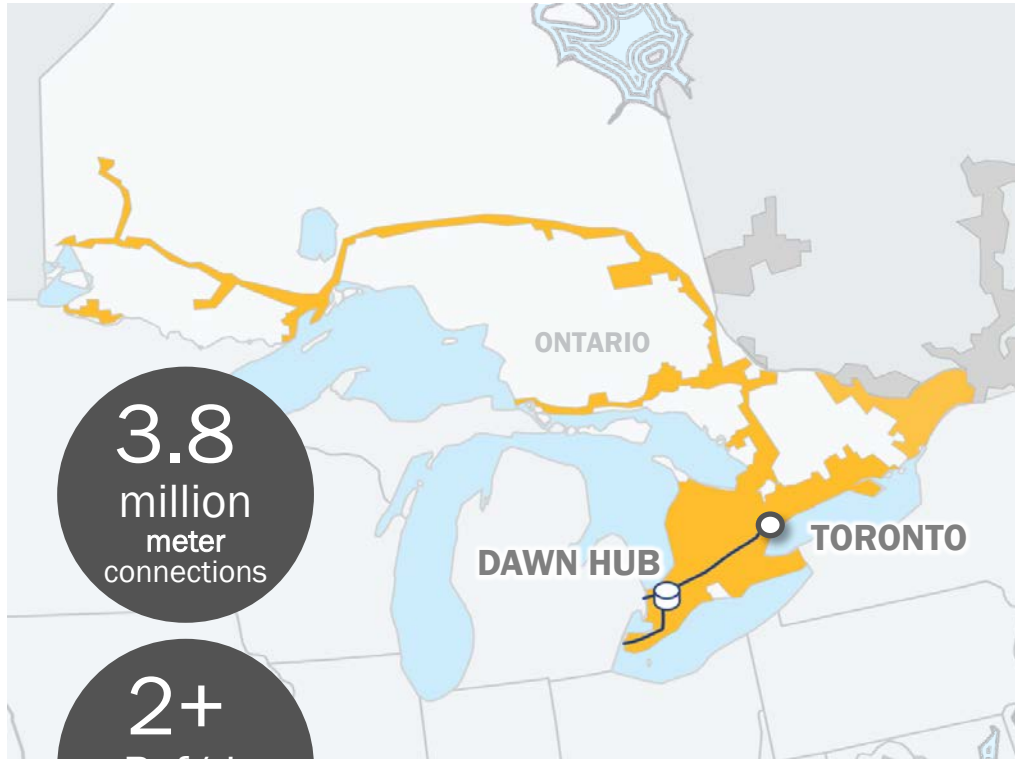 ONTARIO
3.8
million
meter
connections
DAWN HUB
TORONTO
2+